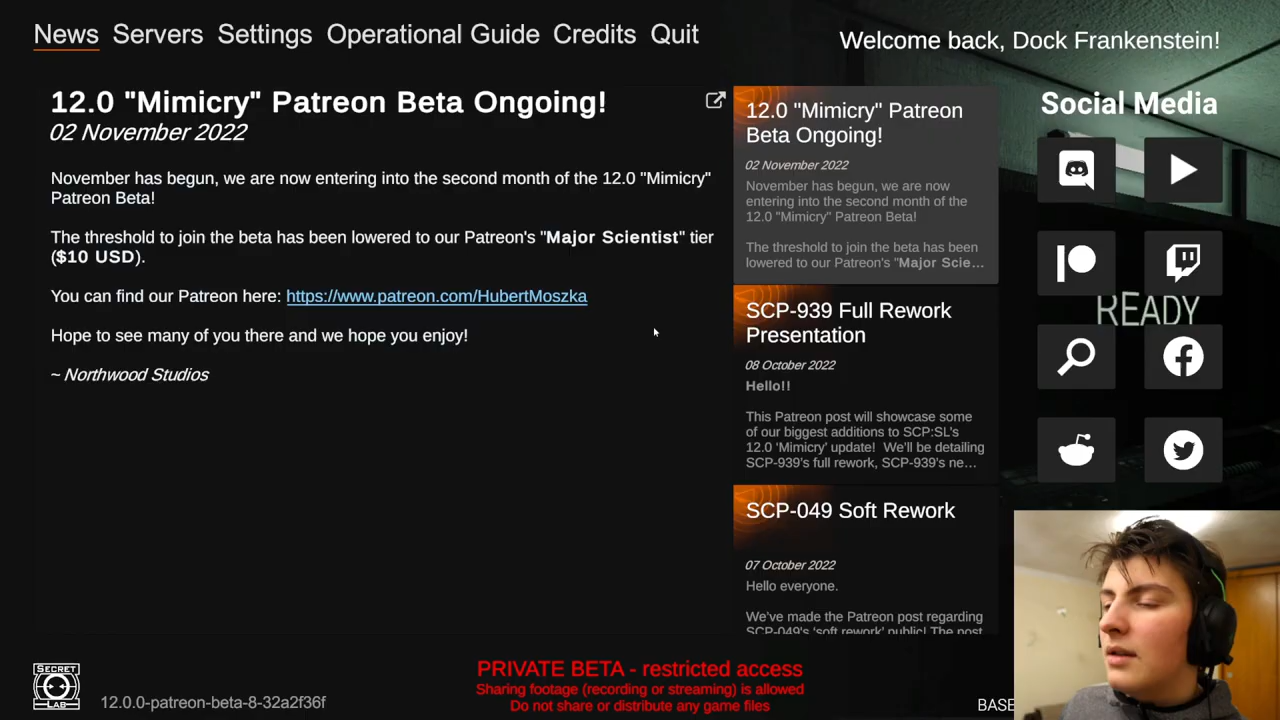 News Servers Settings Operational Guide Credits Quit
Welcome back, Dock Frankenstein!
12.0 "Mimicry" Patreon Beta Ongoing!
02 November 2022
November has begun, we are now entering into the second month of the 12.0 "Mimicry"
Patreon Beta!
The threshold to join the beta has been lowered to our Patreon's "Major Scientist" tier
($10 USD).
You can find our Patreon here: https://www.patreon.com/HubertMoszka
Hope to see many of you there and we hope you enjoy!
~ Northwood Studios
12.0 "Mimicry" Patreon
Beta Ongoing!
02 November 2022
November has begun, we are now
entering into the second month of the
12.0 "Mimicry" Patreon Beta!
The threshold to join the beta has been
lowered to our Patreon's "Major Scie...
SCP-939 Full Rework
Presentation
08 October 2022
Hello!!
This Patreon post will showcase some
of our biggest additions to SCP:SL's
12.0 'Mimicry' update! We'll be detailing
SCP-939's full rework, SCP-939's ne...
SCP-049 Soft Rework
07 October 2022
Hello everyone.
We've made the Patreon post regarding
SCP-049's 'soft rework' public! The post
Social Media
READY
SECRET
LAB
12.0.0-patreon-beta-8-32a2f36f
PRIVATE BETA - restricted access
Sharing footage (recording or streaming) is allowed
Do not share or distribute any game files
BASE